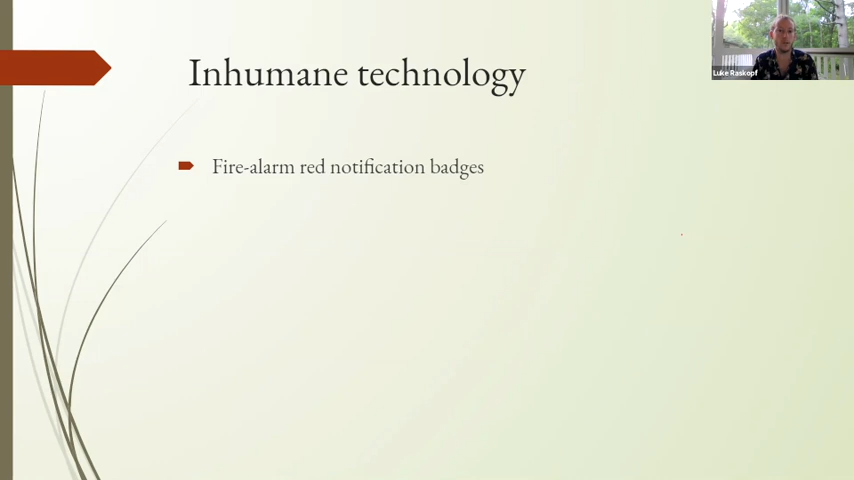 Inhumane technology
Luke Raskopf
Fire-alarm red notification badges